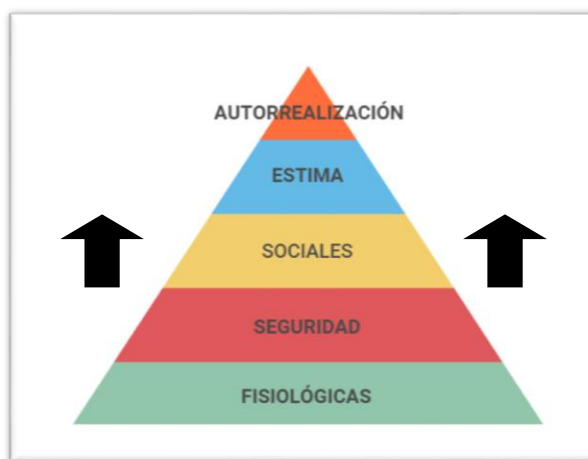 AUTORREALIZACIÓN
ESTIMA
SOCIALES
SEGURIDAD
FISIOLÓGICAS